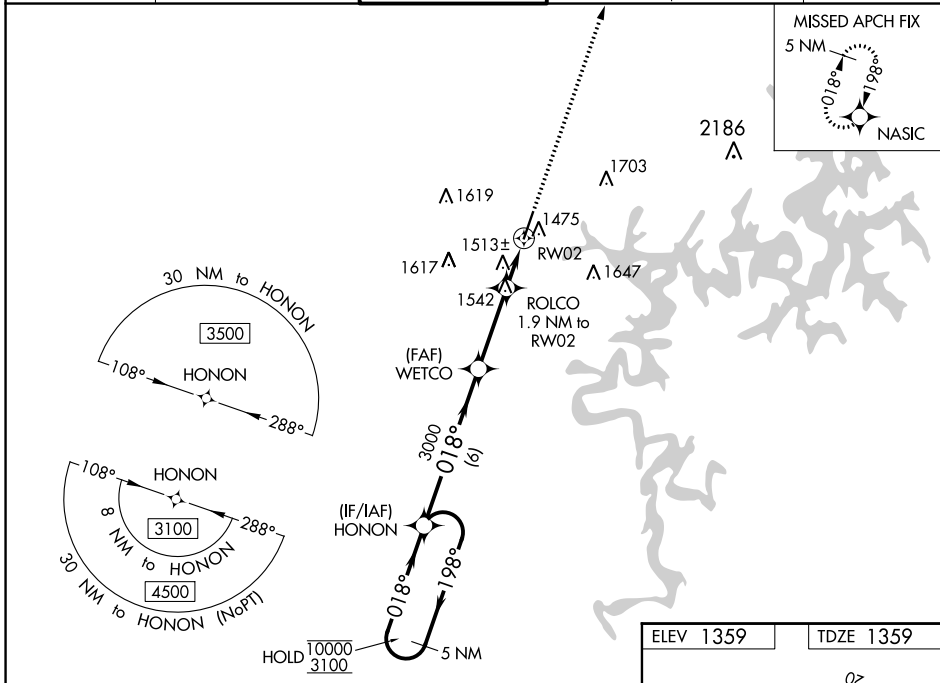 MISSED APCH FIX
5 NM
018°
198°
NASIC
2186
1703
1619
1475
1513±
RW02
1617
1647
1542
ROLCO
1.9 NM to
RW02
(FAF)
WETCO
30 NM to HONON
3500
108°
HONON
288°
3000
018°
(6)
108°
HONON
288°
3100
8 NM to HONON
4500
30 NM to HONON (NoPT)
(IF/IAF)
HONON
018°
198°
HOLD
10000
3100
5 NM
ELEV 1359
TDZE 1359